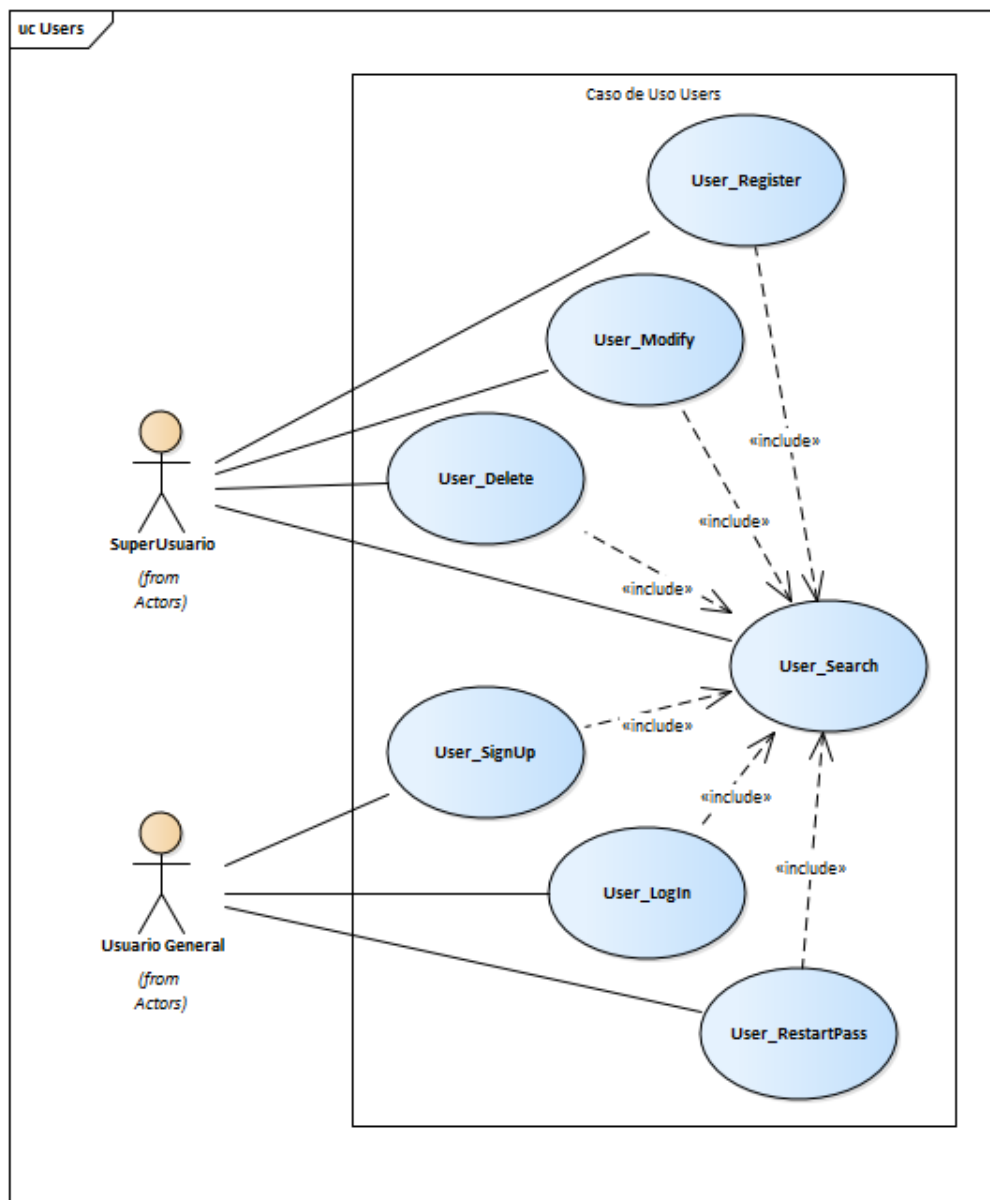 uc Users
Caso de Uso Users
User_Register
User_Modify
«include»
User_Delete
«include»
SuperUsuario
(from
Actors)
«include»
User_Search
«include»
User_SignUp
«include»
«include»
User_LogIn
Usuario General
(from
Actors)
User_RestartPass